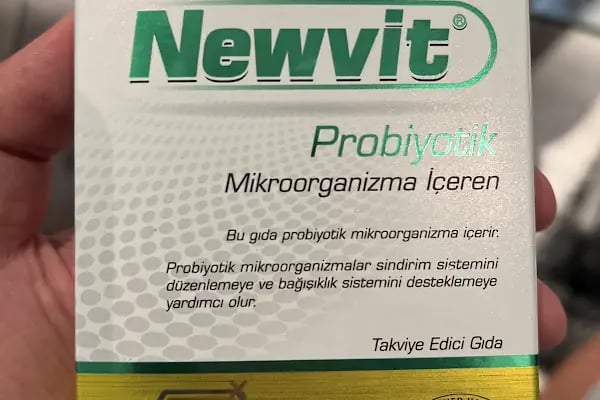 Newvit®
Probiyotik
Mikroorganizma İçeren
Bu gıda probiyotik mikroorganizma içerir.
Probiyotik mikroorganizmalar sindirim sistemini
düzenlemeye ve bağışıklık sistemini desteklemeye
yardımcı olur.
Takviye Edici Gıda